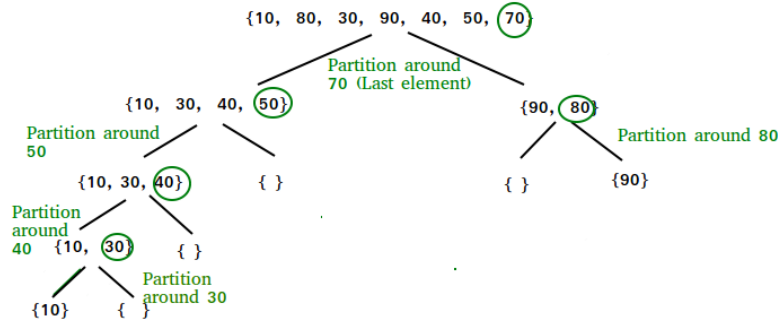 {10, 80, 30, 90, 40, 50, 70}
Partition around
70 (Last element)
{10, 30, 40, 50}
{90, 80}
Partition around
50
Partition around 80
{10, 30, 40}
{ }
{ }
{90}
Partition
around
40
{10, 30}
{ }
Partition
around 30
{10}
{ }